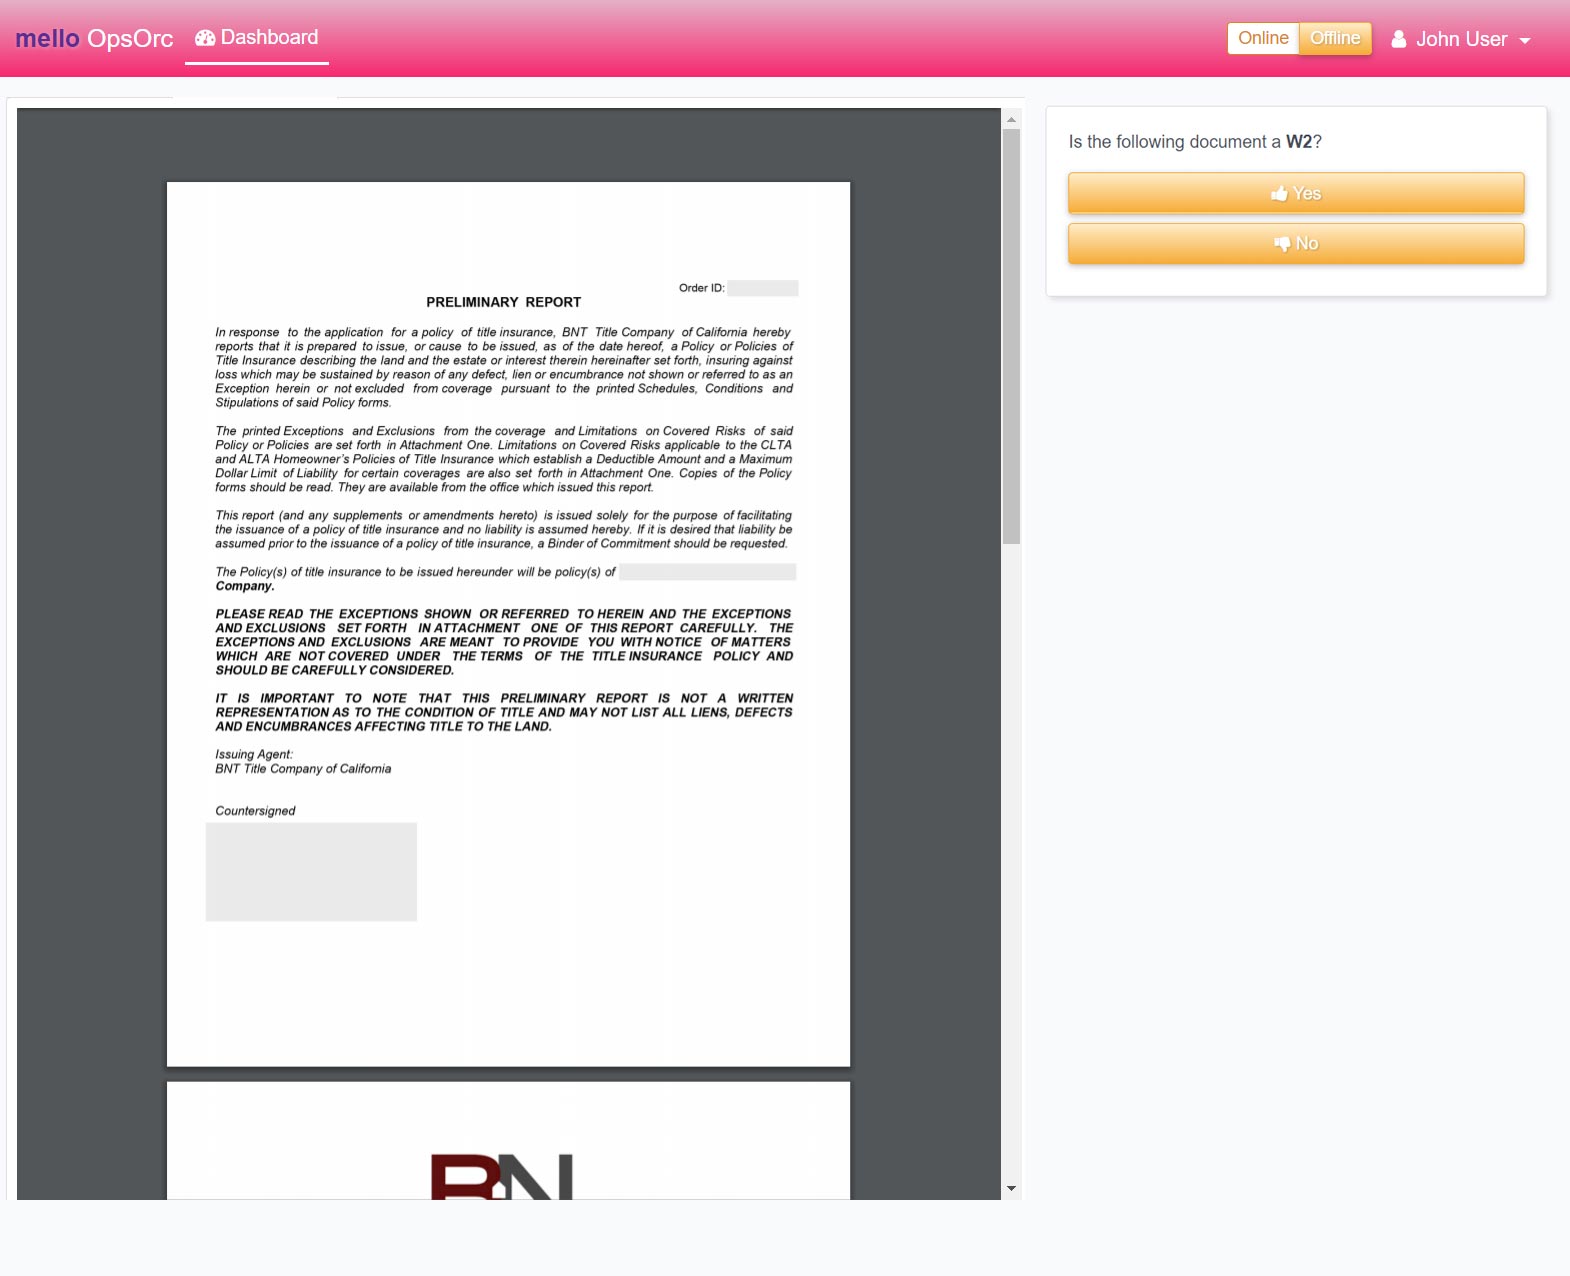 mello OpsOrc Dashboard Online Offline John User
Is the following document a W2?
Yes
No
Order ID:
PRELIMINARY REPORT
In response to the application for a policy of title insurance, BNT Title Company of California hereby
reports that it is prepared to issue, or cause to be issued, as of the date hereof, a Policy or Policies of
Title Insurance describing the land and the estate or interest therein hereinafter set forth, insuring against
loss which may be sustained by reason of any defect, lien or encumbrance not shown or referred to as an
Exception herein or not excluded from coverage pursuant to the printed Schedules, Conditions and
Stipulations of said Policy forms.
The printed Exceptions and Exclusions from the coverage and Limitations on Covered Risks of said
Policy or Policies are set forth in Attachment One. Limitations on Covered Risks applicable to the CLTA
and ALTA Homeowner's Policies of Title Insurance which establish a Deductible Amount and a Maximum
Dollar Limit of Liability for certain coverages are also set forth in Attachment One. Copies of the Policy
forms should be read. They are available from the office which issued this report.
This report (and any supplements or amendments hereto) is issued solely for the purpose of facilitating
the issuance of a policy of title insurance and no liability is assumed hereby. If it is desired that liability be
assumed prior to the issuance of a policy of title insurance, a Binder of Commitment should be requested.
The Policy(s) of title insurance to be issued hereunder will be policy(s) of
Company.
PLEASE READ THE EXCEPTIONS SHOWN OR REFERRED TO HEREIN AND THE EXCEPTIONS
AND EXCLUSIONS SET FORTH IN ATTACHMENT ONE OF THIS REPORT CAREFULLY. THE
EXCEPTIONS AND EXCLUSIONS ARE MEANT TO PROVIDE YOU WITH NOTICE OF MATTERS
WHICH ARE NOT COVERED UNDER THE TERMS OF THE TITLE INSURANCE POLICY AND
SHOULD BE CAREFULLY CONSIDERED.
IT IS IMPORTANT TO NOTE THAT THIS PRELIMINARY REPORT IS NOT A WRITTEN
REPRESENTATION AS TO THE CONDITION OF TITLE AND MAY NOT LIST ALL LIENS, DEFECTS
AND ENCUMBRANCES AFFECTING TITLE TO THE LAND.
Issuing Agent:
BNT Title Company of California
Countersigned
BN